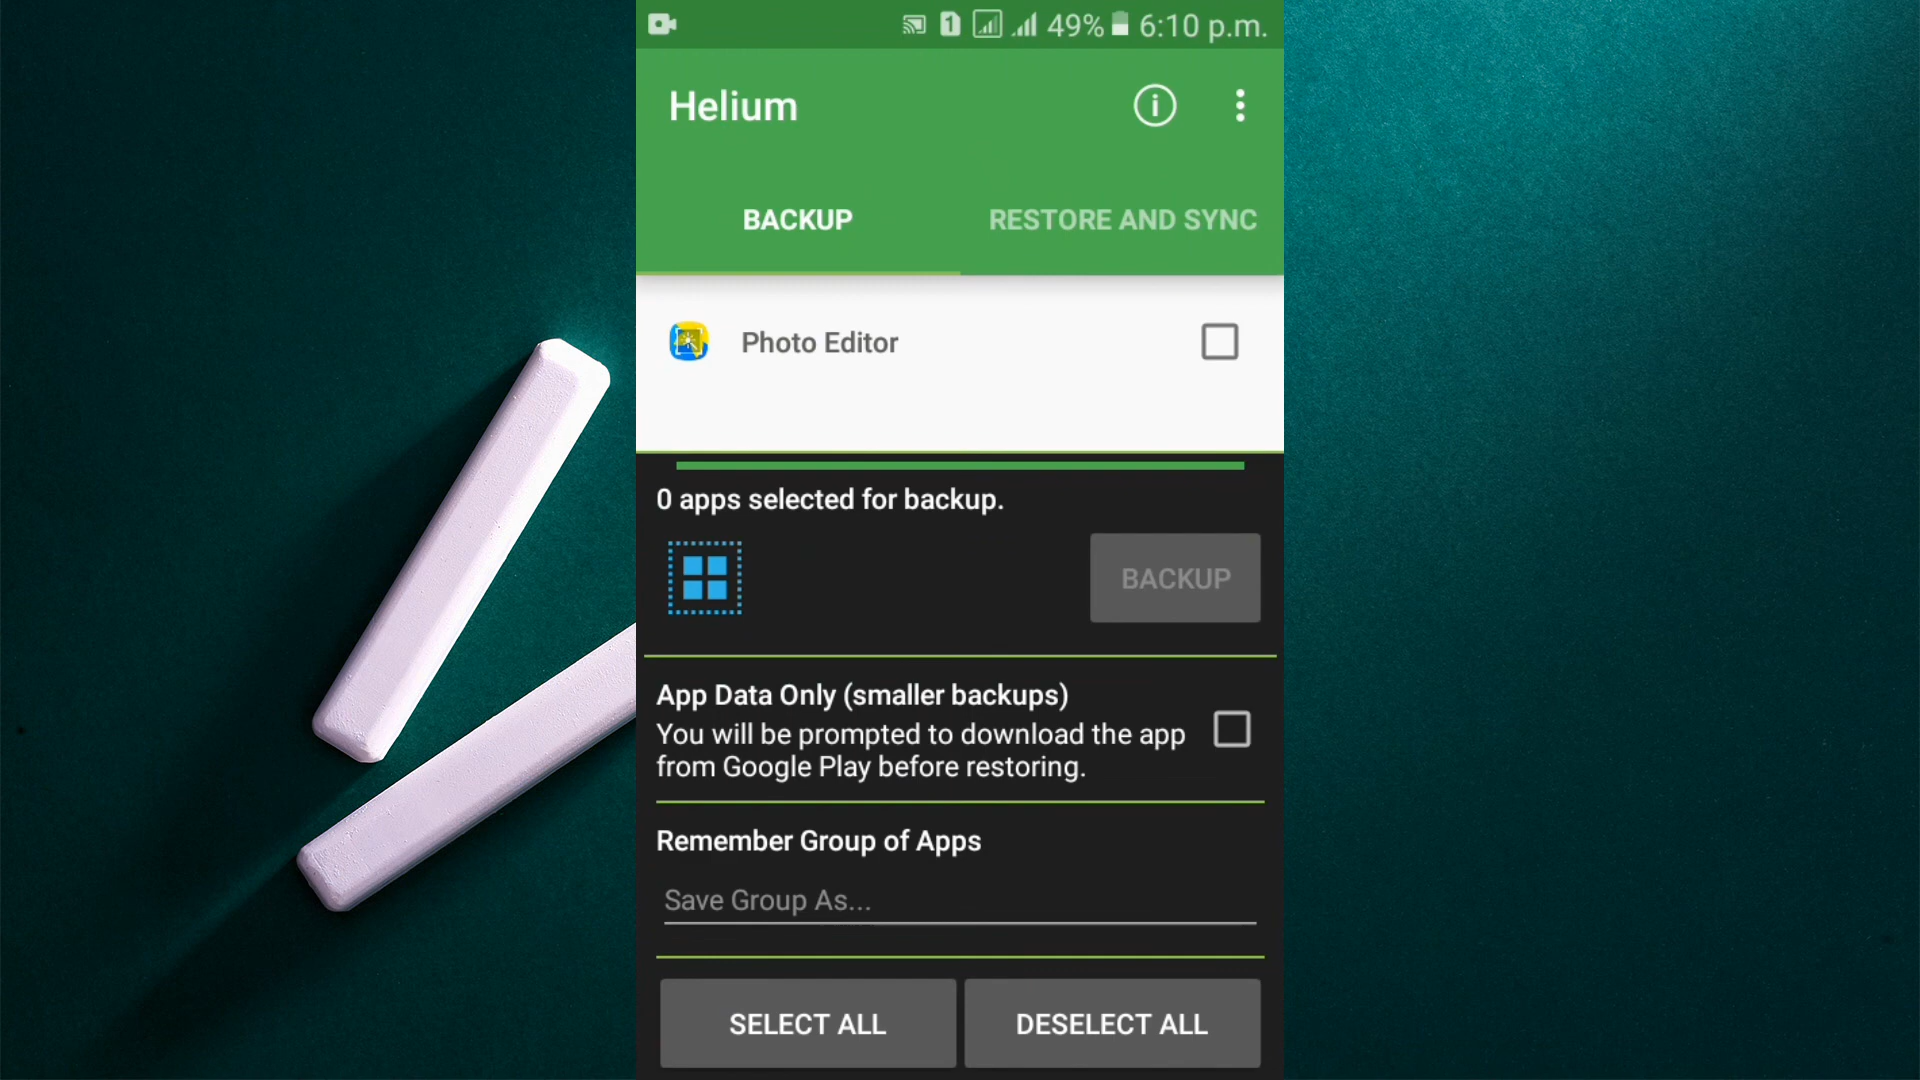 1 49% 6:10 p.m.
Helium
BACKUP RESTORE AND SYNC
Photo Editor
0 apps selected for backup.
BACKUP
App Data Only (smaller backups)
You will be prompted to download the app
from Google Play before restoring.
Remember Group of Apps
Save Group As...
SELECT ALL DESELECT ALL